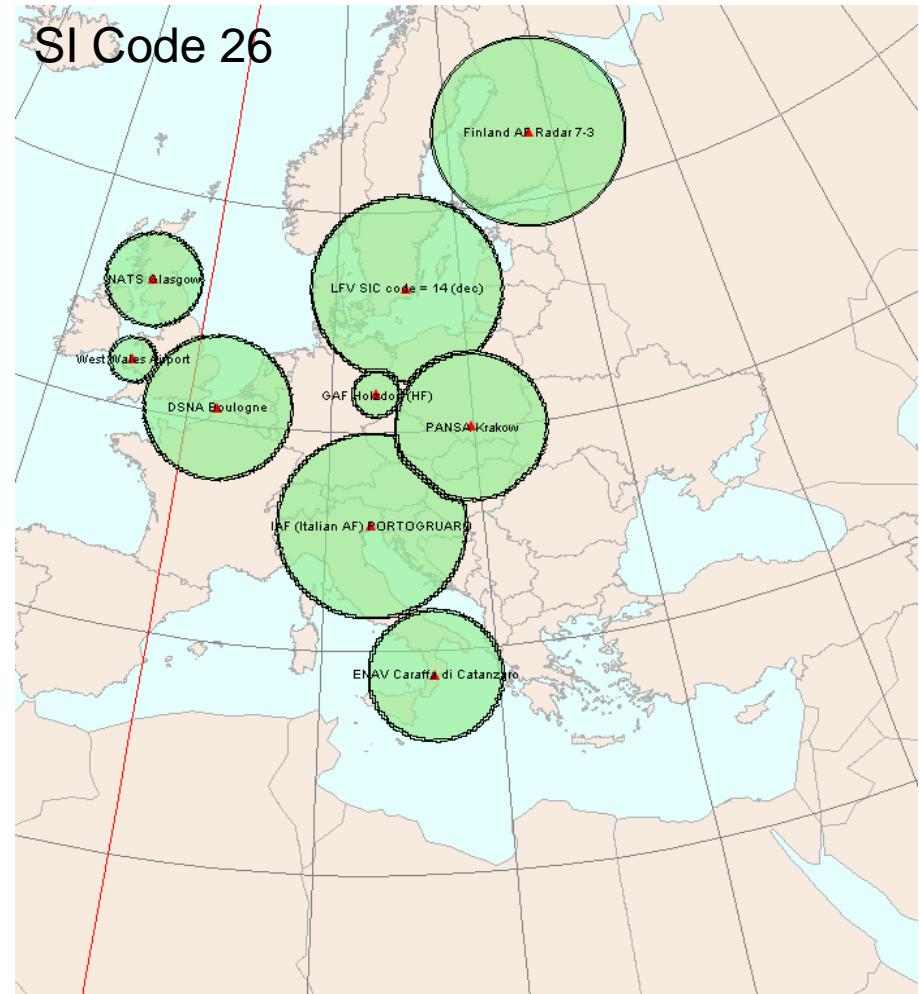 SI Code 26
Finland AF Radar 7-3
NATS Glasgow
LFV SIC code = 14 (dec)
West Wales Airport
GAF Holzdorf (HF)
DSNA Boulogne
PANSA Krakow
IAF (Italian AF) PORTOGRUARO
ENAV Caraffa di Catanzaro